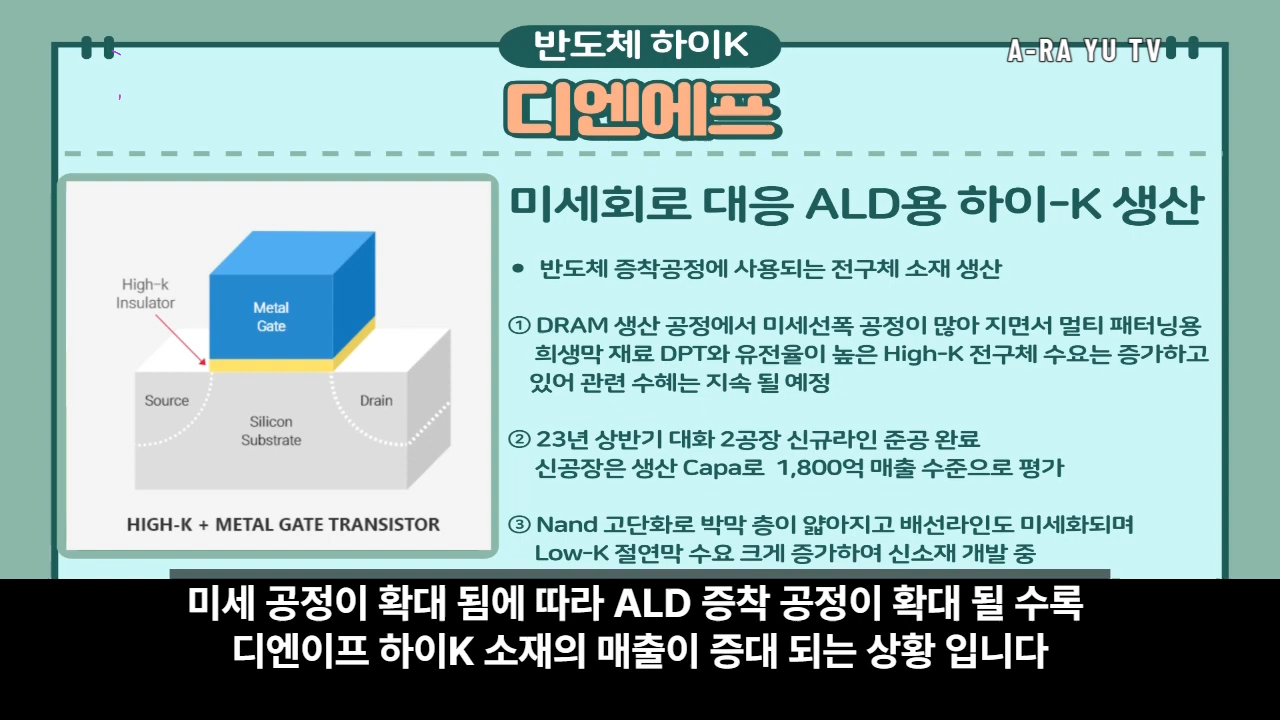 반도체 하이K
A-RA YU TV
디엔에프
미세회로 대응 ALD용 하이-K 생산
High-k
Insulator
Metal
Gate
Source
Drain
Silicon
Substrate
HIGH-K + METAL GATE TRANSISTOR
• 반도체 증착공정에 사용되는 전구체 소재 생산
① DRAM 생산 공정에서 미세선폭 공정이 많아 지면서 멀티 패터닝용
희생막 재료 DPT와 유전율이 높은 High-K 전구체 수요는 증가하고
있어 관련 수혜는 지속 될 예정
② 23년 상반기 대화 2공장 신규라인 준공 완료
신공장은 생산 Capa로 1,800억 매출 수준으로 평가
③ Nand 고단화로 박막 층이 얇아지고 배선라인도 미세화되며
Low-K 절연막 수요 크게 증가하여 신소재 개발 중
미세 공정이 확대 됨에 따라 ALD 증착 공정이 확대 될 수록
디엔이프 하이K 소재의 매출이 증대 되는 상황 입니다